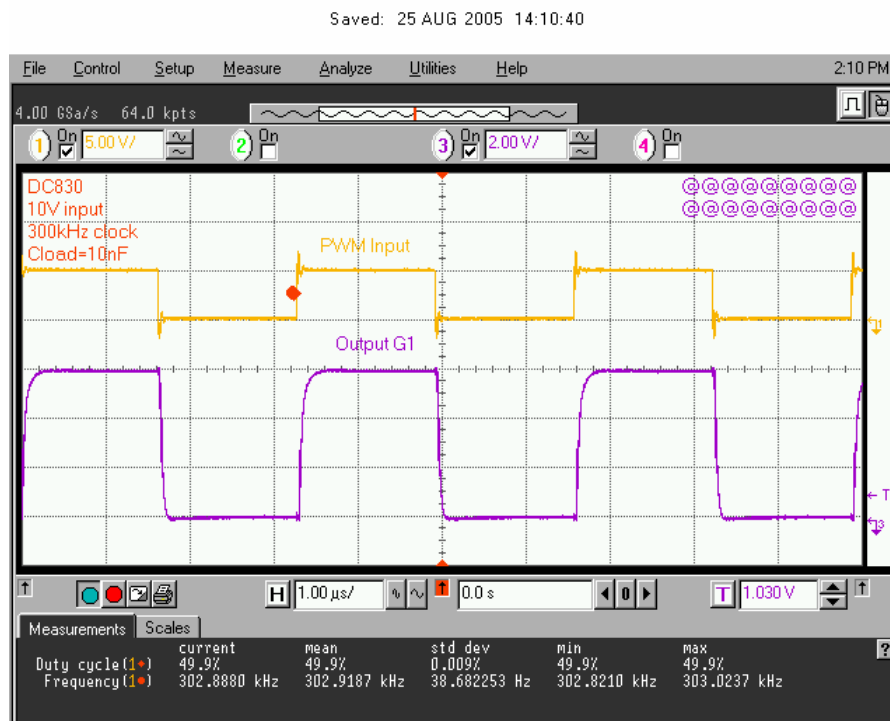 Saved: 25 AUG 2005 14:10:40
File Control Setup Measure Analyze Utilities Help 2:10 PM
4.00 GSa/s 64.0 kpts
1 On 5.00 V/ 2 On 3 On 2.00 V/ 4 On
DC830
10V input
300kHz clock
Cload=10nF
@@@@@@@@@
@@@@@@@@@
PWM Input
Output G1
1
T
3
H 1.00 µs/ 0.0 s 0 T 1.030 V
Measurements Scales
?
current mean std dev min max
Duty cycle(1) 49.9% 49.9% 0.009% 49.9% 49.9%
Frequency(1) 302.8880 kHz 302.9187 kHz 38.682253 Hz 302.8210 kHz 303.0237 kHz